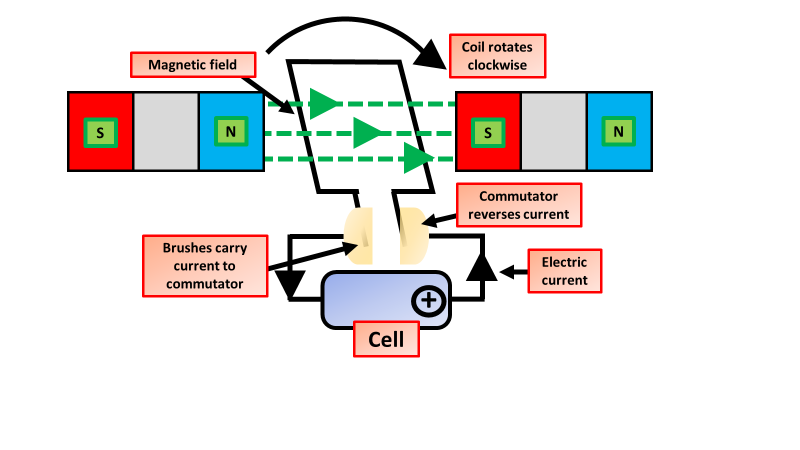 Coil rotates
clockwise
Magnetic field
S
N
S
N
Commutator
reverses current
Brushes carry
current to
commutator
Electric
current
+
Cell